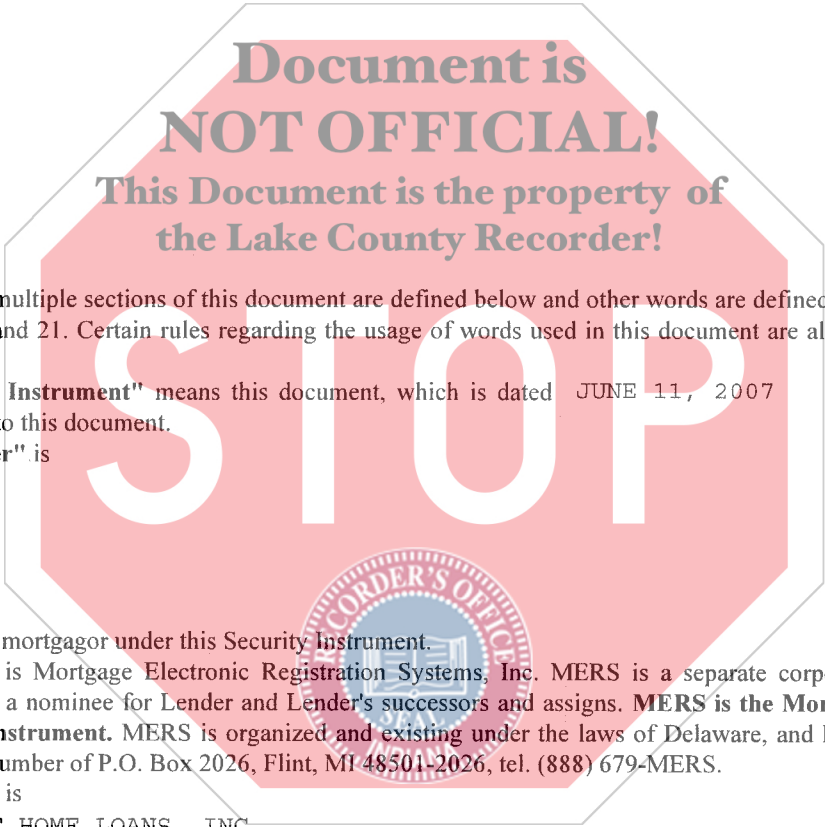 Document is
NOT OFFICIAL!
This Document is the property of
the Lake County Recorder!
multiple sections of this document are defined below and other words are defined
and 21. Certain rules regarding the usage of words used in this document are al
STOP
Instrument" means this document, which is dated JUNE 11, 2007
to this document.
er" is
RECORDER'S OFFICE
SEAL
INDIANA
mortgagor under this Security Instrument.
is Mortgage Electronic Registration Systems, Inc. MERS is a separate corp
a nominee for Lender and Lender's successors and assigns. MERS is the Mor
nstrument. MERS is organized and existing under the laws of Delaware, and
umber of P.O. Box 2026, Flint, MI 48501-2026, tel. (888) 679-MERS.
is
HOME LOANS, INC